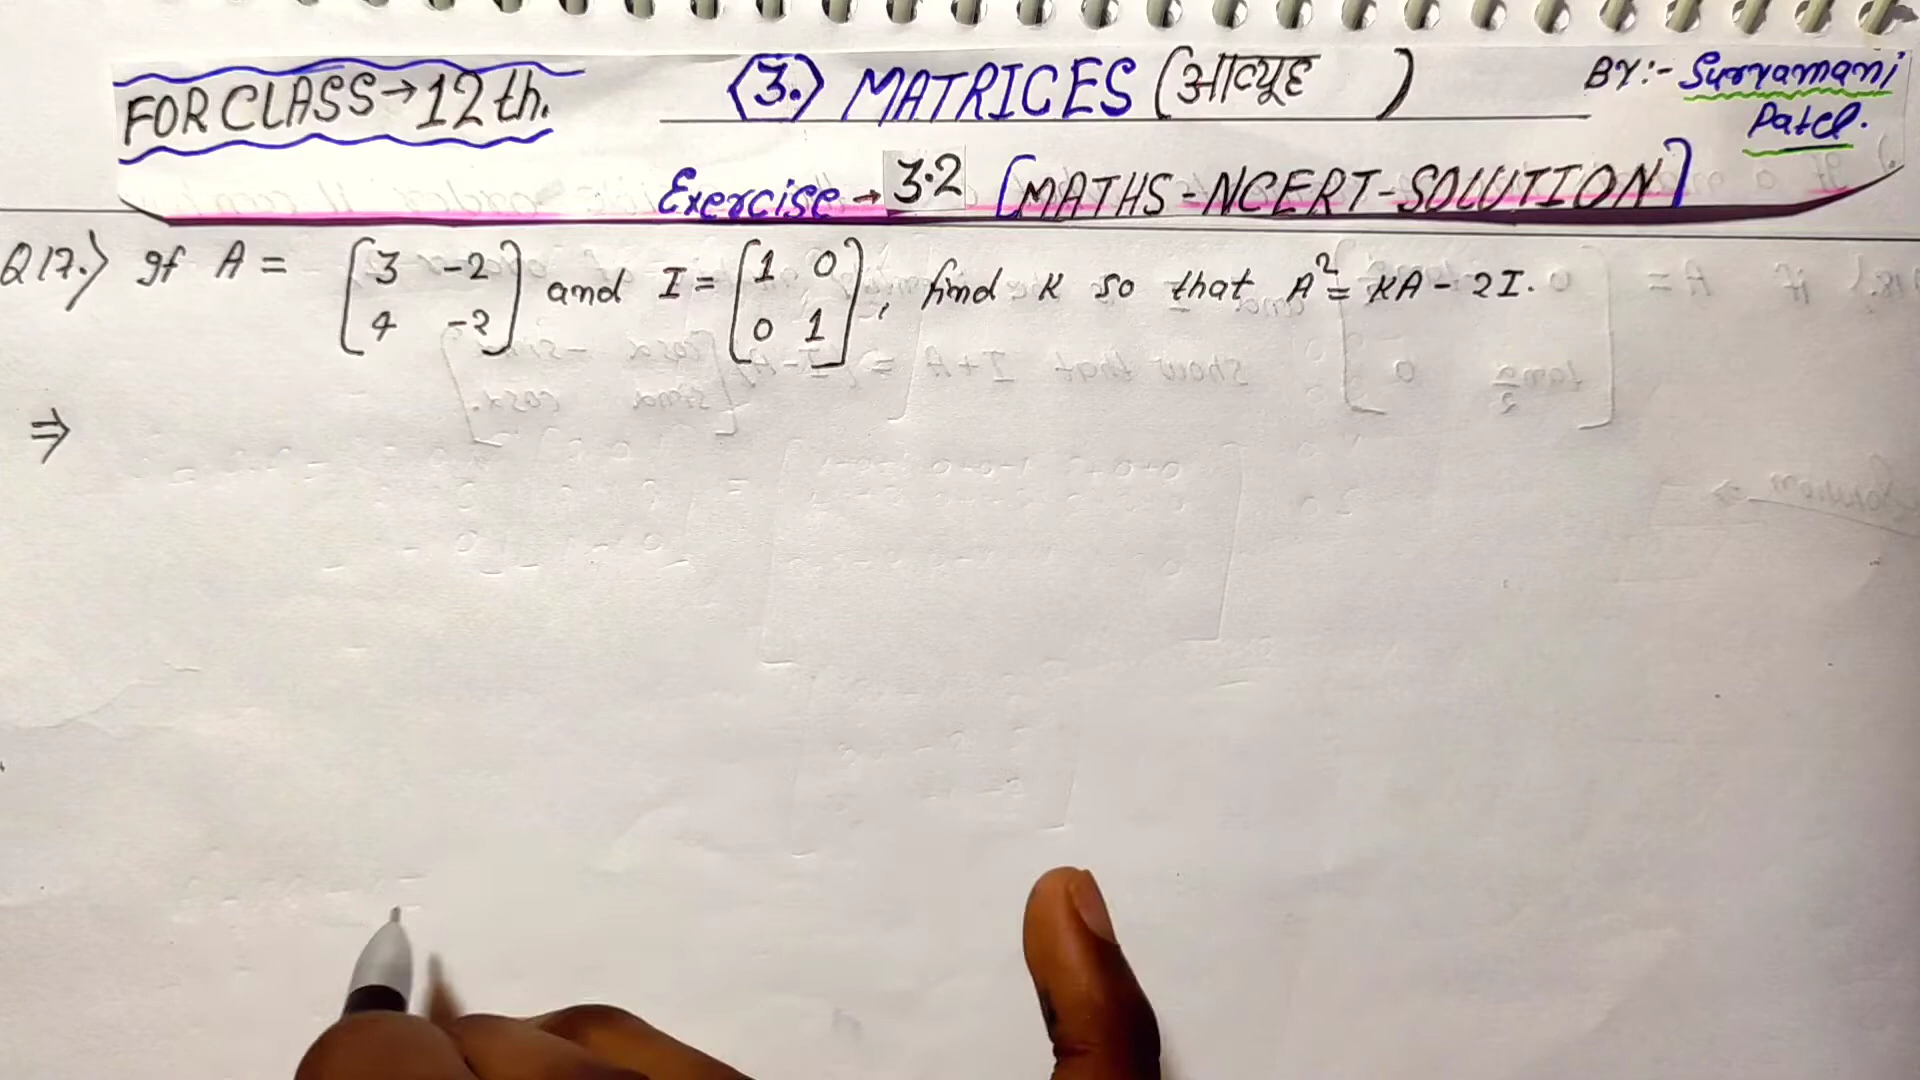 FOR CLASS → 12th.
(3.) MATRICES (आव्यूह )
BY:- Suryamani Patel.
Exercise → 3.2 [MATHS-NCERT-SOLUTION]
Q17.) If A = [3 -2] and I = [1 0], find K so that A² = KA - 2I.
[4 -2] [0 1]
⇒